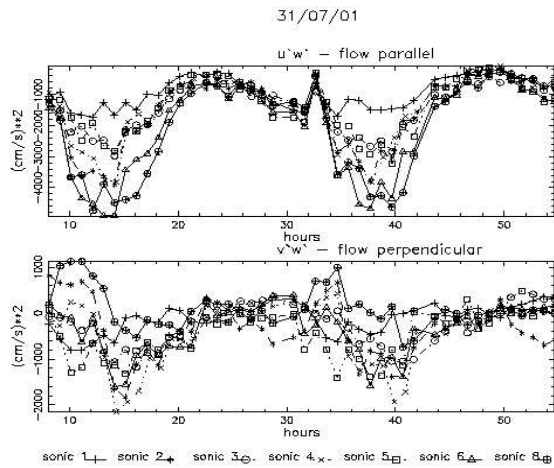 31/07/01
u`w` – flow parallel
-1000
-2000
-3000
-4000
(cm/s)**2
10 20 30 40 50
hours
v`w` – flow perpendicular
1000
0
-1000
-2000
(cm/s)**2
10 20 30 40 50
hours
sonic 1 sonic 2 sonic 3 sonic 4 sonic 5 sonic 6 sonic 8